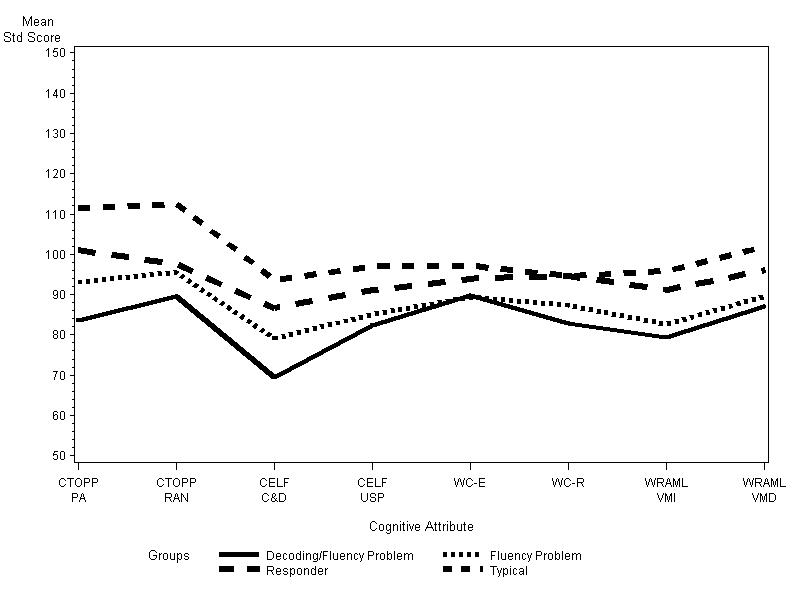 Mean
Std Score
150
140
130
120
110
100
90
80
70
60
50
CTOPP CTOPP CELF CELF WC-E WC-R WRAML WRAML
PA RAN C&D USP VMI VMD
Cognitive Attribute
Groups Decoding/Fluency Problem Fluency Problem
Responder Typical